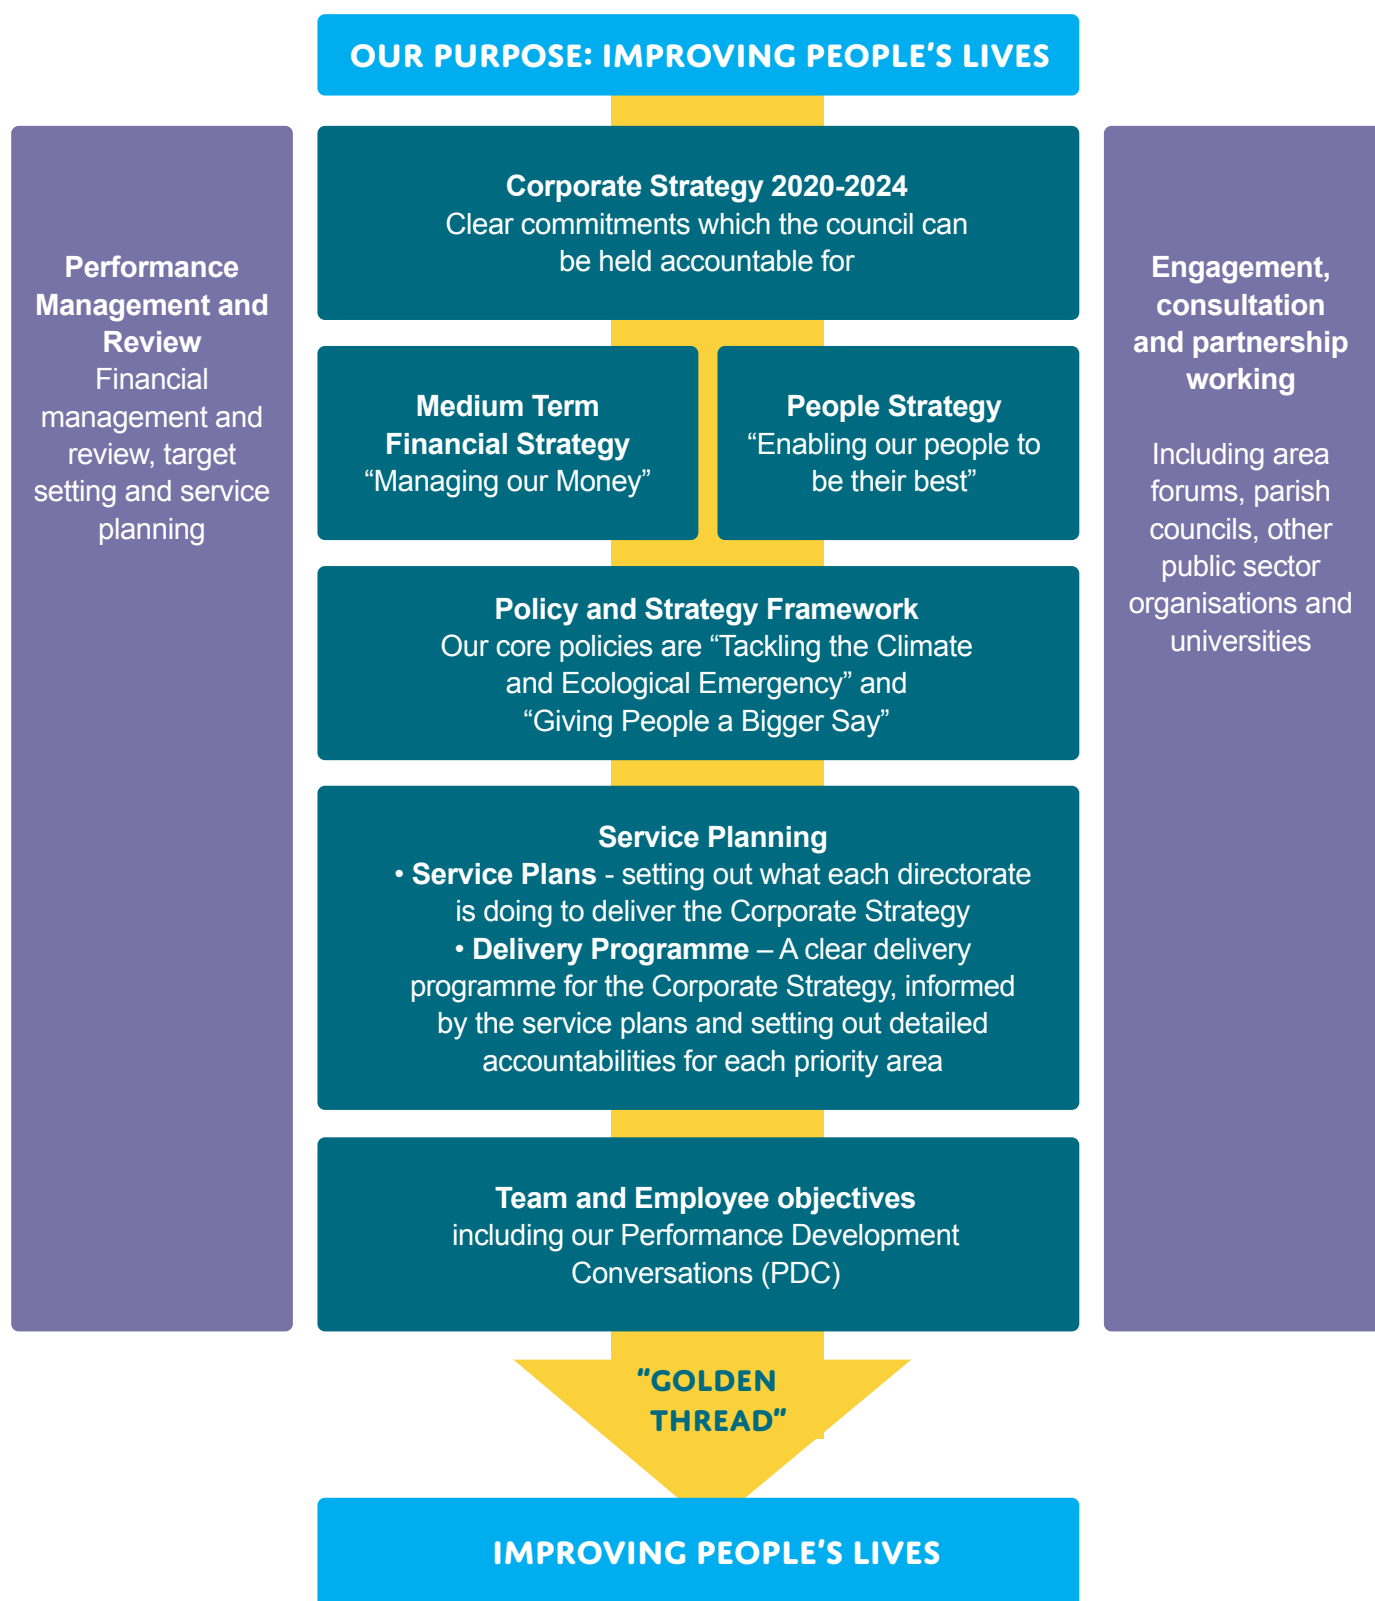 OUR PURPOSE: IMPROVING PEOPLE'S LIVES
Performance
Management and
Review
Financial
management and
review, target
setting and service
planning
Corporate Strategy 2020-2024
Clear commitments which the council can
be held accountable for
Medium Term
Financial Strategy
“Managing our Money”
People Strategy
“Enabling our people to
be their best”
Policy and Strategy Framework
Our core policies are “Tackling the Climate
and Ecological Emergency” and
“Giving People a Bigger Say”
Service Planning
• Service Plans - setting out what each directorate
is doing to deliver the Corporate Strategy
• Delivery Programme – A clear delivery
programme for the Corporate Strategy, informed
by the service plans and setting out detailed
accountabilities for each priority area
Team and Employee objectives
including our Performance Development
Conversations (PDC)
Engagement,
consultation
and partnership
working
Including area
forums, parish
councils, other
public sector
organisations and
universities
"GOLDEN
THREAD"
IMPROVING PEOPLE'S LIVES